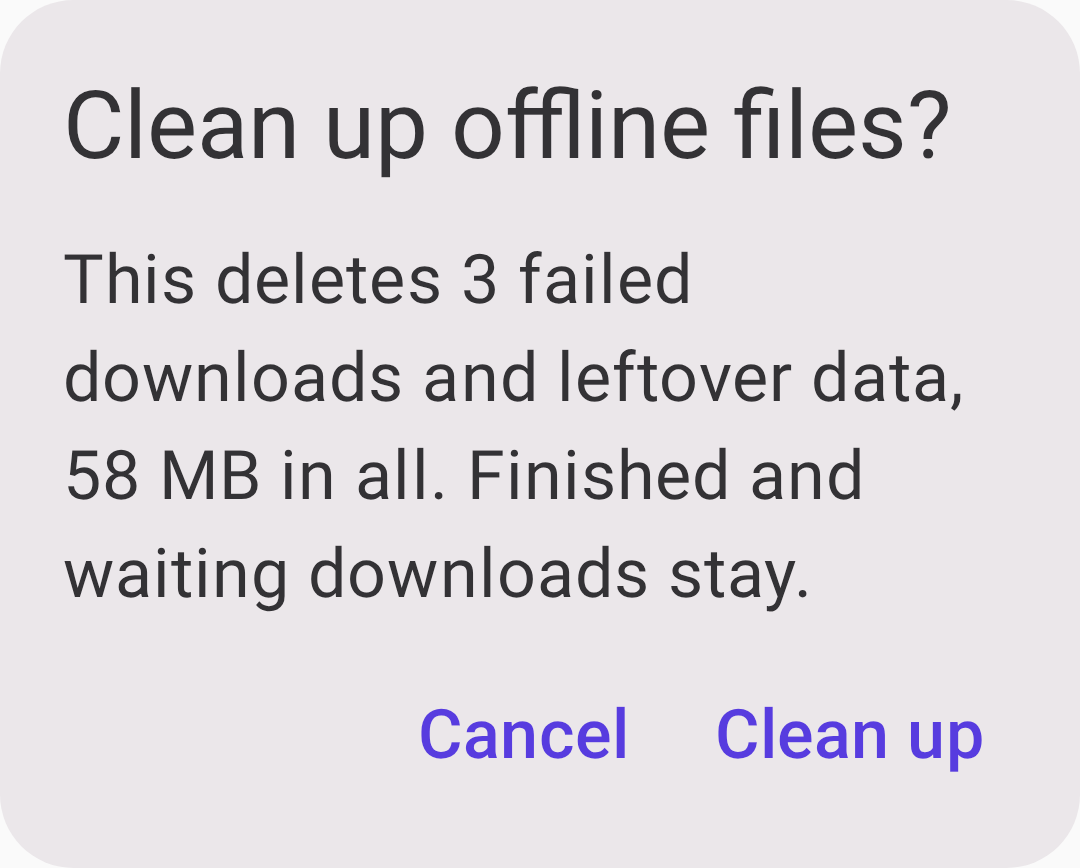 Clean up offline files?
This deletes 3 failed
downloads and leftover data,
58 MB in all. Finished and
waiting downloads stay.
Cancel Clean up